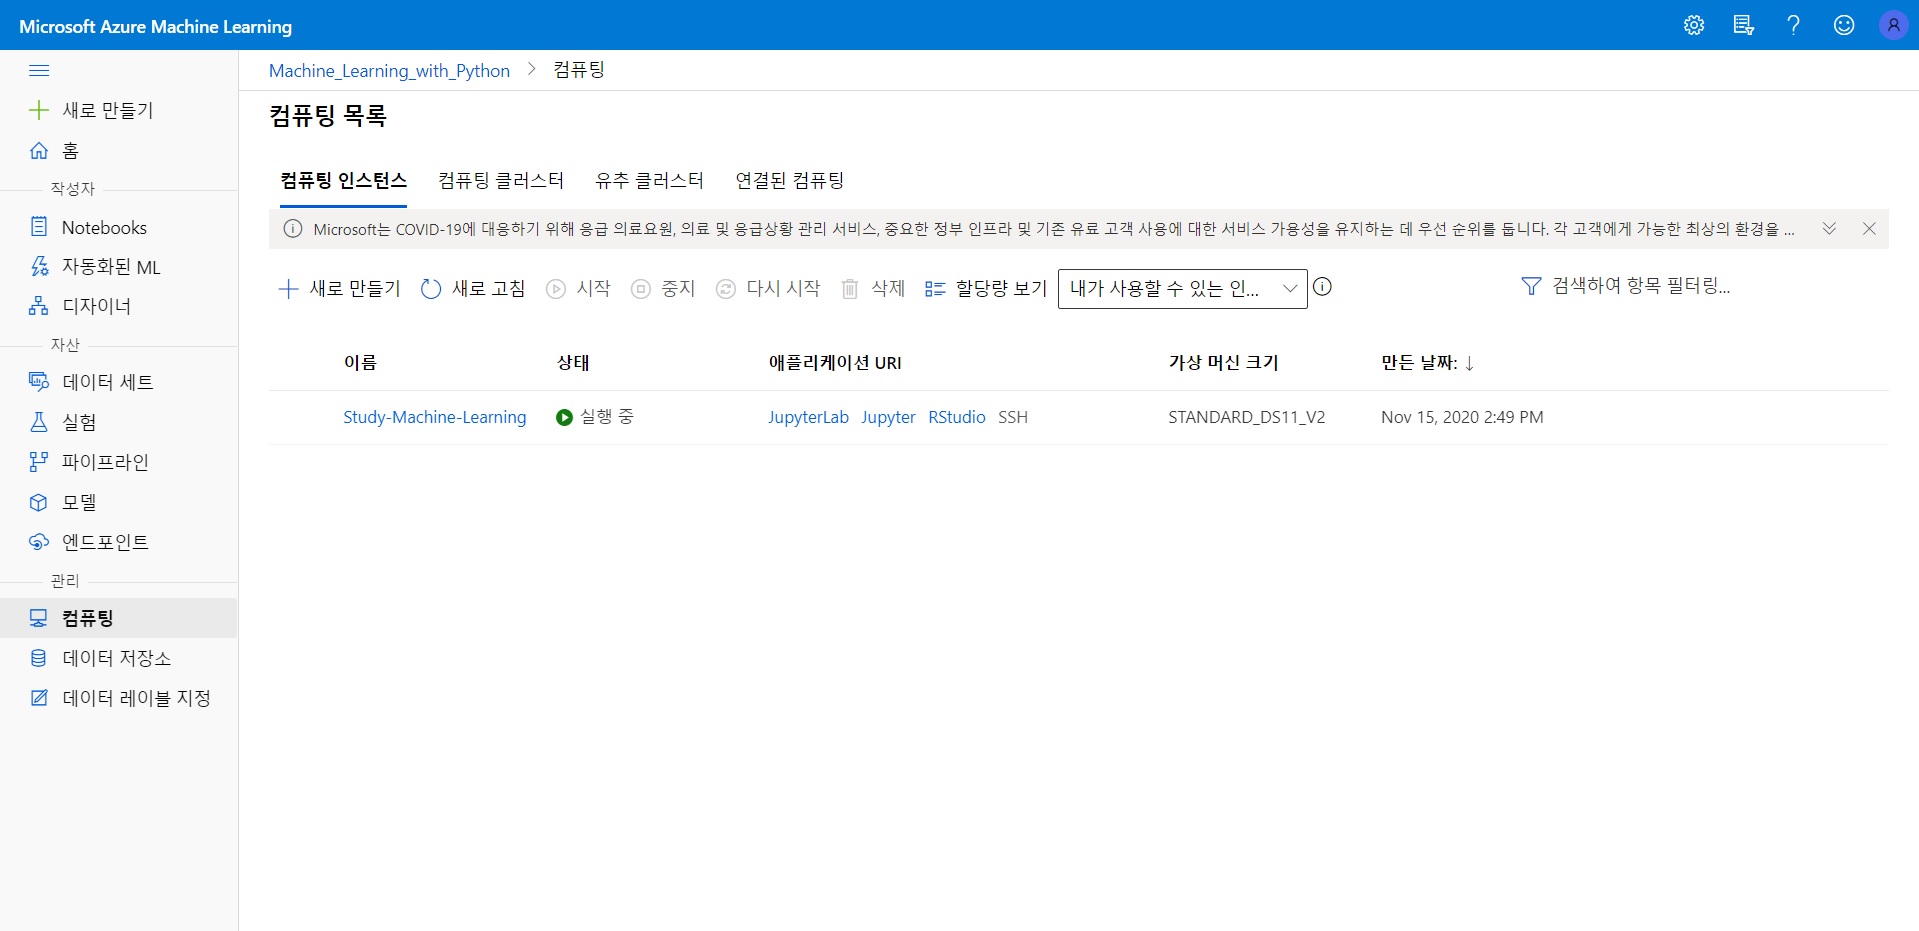 Microsoft Azure Machine Learning
Machine_Learning_with_Python > 컴퓨팅
새로 만들기
홈
작성자
Notebooks
자동화된 ML
디자이너
자산
데이터 세트
실험
파이프라인
모델
엔드포인트
관리
컴퓨팅
데이터 저장소
데이터 레이블 지정
컴퓨팅 목록
컴퓨팅 인스턴스 컴퓨팅 클러스터 유추 클러스터 연결된 컴퓨팅
Microsoft는 COVID-19에 대응하기 위해 응급 의료요원, 의료 및 응급상황 관리 서비스, 중요한 정부 인프라 및 기존 유료 고객 사용에 대한 서비스 가용성을 유지하는 데 우선 순위를 둡니다. 각 고객에게 가능한 최상의 환경을 ...
새로 만들기 새로 고침 시작 중지 다시 시작 삭제 할당량 보기 내가 사용할 수 있는 인... 검색하여 항목 필터링...
이름 상태 애플리케이션 URI 가상 머신 크기 만든 날짜: ↓
Study-Machine-Learning 실행 중 JupyterLab Jupyter RStudio SSH STANDARD_DS11_V2 Nov 15, 2020 2:49 PM